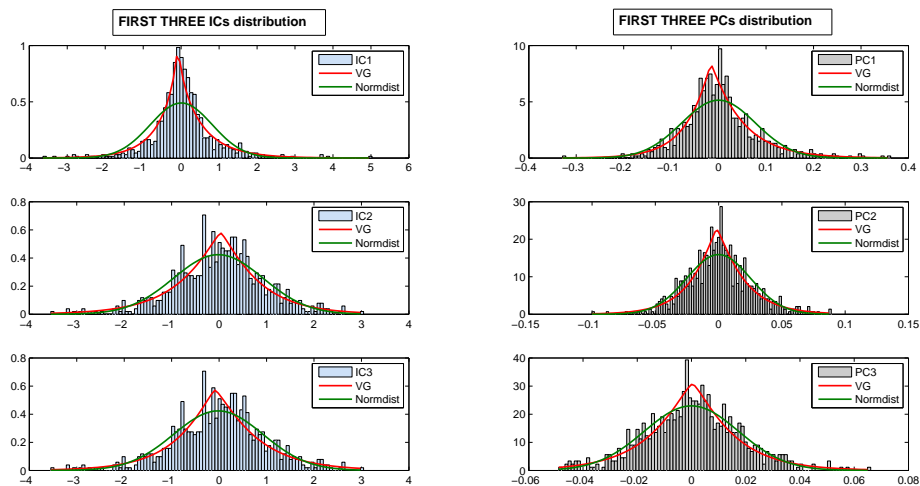 FIRST THREE ICs distribution
FIRST THREE PCs distribution
1
0.5
0
−4 −3 −2 −1 0 1 2 3 4 5 6
IC1
VG
Normdist
10
5
0
−0.4 −0.3 −0.2 −0.1 0 0.1 0.2 0.3 0.4
PC1
VG
Normdist
0.8
0.6
0.4
0.2
0
−4 −3 −2 −1 0 1 2 3 4
IC2
VG
Normdist
30
20
10
0
−0.15 −0.1 −0.05 0 0.05 0.1 0.15
PC2
VG
Normdist
0.8
0.6
0.4
0.2
0
−4 −3 −2 −1 0 1 2 3 4
IC3
VG
Normdist
40
30
20
10
0
−0.06 −0.04 −0.02 0 0.02 0.04 0.06 0.08
PC3
VG
Normdist